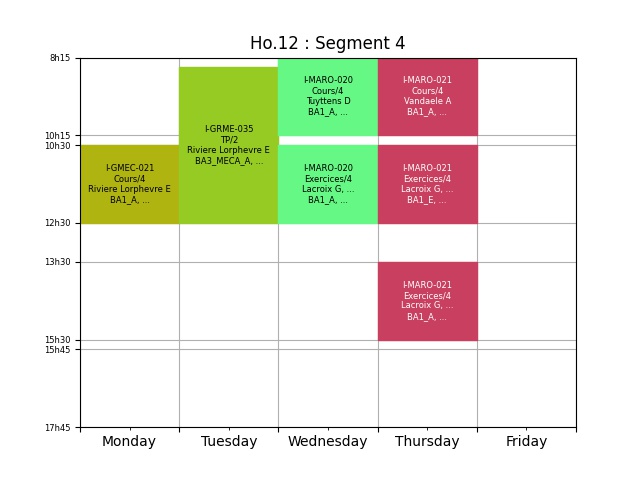 Ho.12 : Segment 4
8h15
10h15
10h30
12h30
13h30
15h30
15h45
17h45
I-GMEC-021
Cours/4
Riviere Lorphevre E
BA1_A, ...
I-GRME-035
TP/2
Riviere Lorphevre E
BA3_MECA_A, ...
I-MARO-020
Cours/4
Tuyttens D
BA1_A, ...
I-MARO-020
Exercices/4
Lacroix G, ...
BA1_A, ...
I-MARO-021
Cours/4
Vandaele A
BA1_A, ...
I-MARO-021
Exercices/4
Lacroix G, ...
BA1_E, ...
I-MARO-021
Exercices/4
Lacroix G, ...
BA1_A, ...
Monday
Tuesday
Wednesday
Thursday
Friday